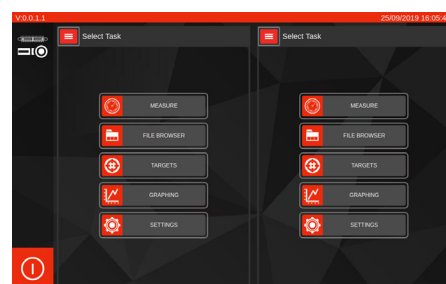 V:0.0.1.1 25/09/2019 16:05:4
Select Task Select Task
MEASURE MEASURE
FILE BROWSER FILE BROWSER
TARGETS TARGETS
GRAPHING GRAPHING
SETTINGS SETTINGS